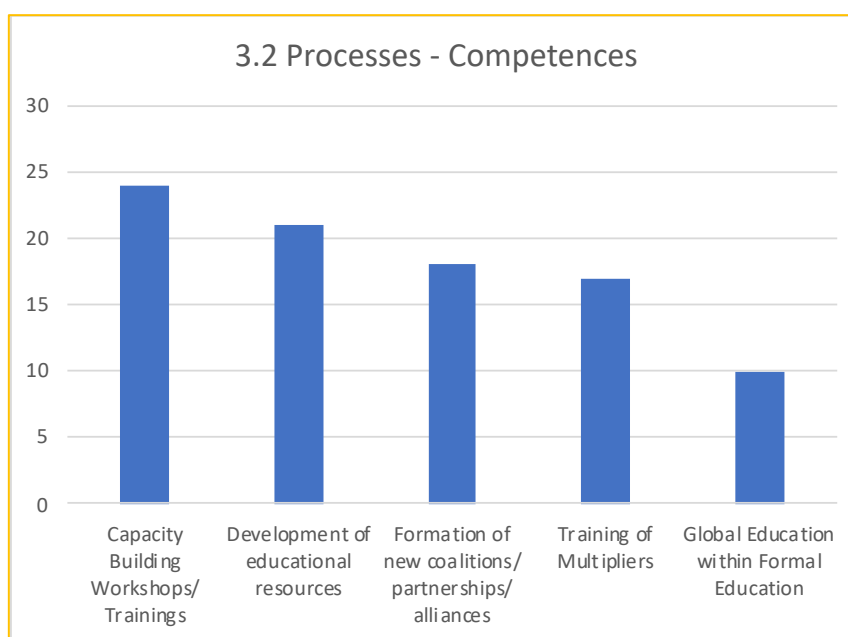 3.2 Processes - Competences
30
25
20
15
10
5
0
Capacity
Building
Workshops/
Trainings
Development of
educational
resources
Formation of
new coalitions/
partnerships/
alliances
Training of
Multipliers
Global Education
within Formal
Education